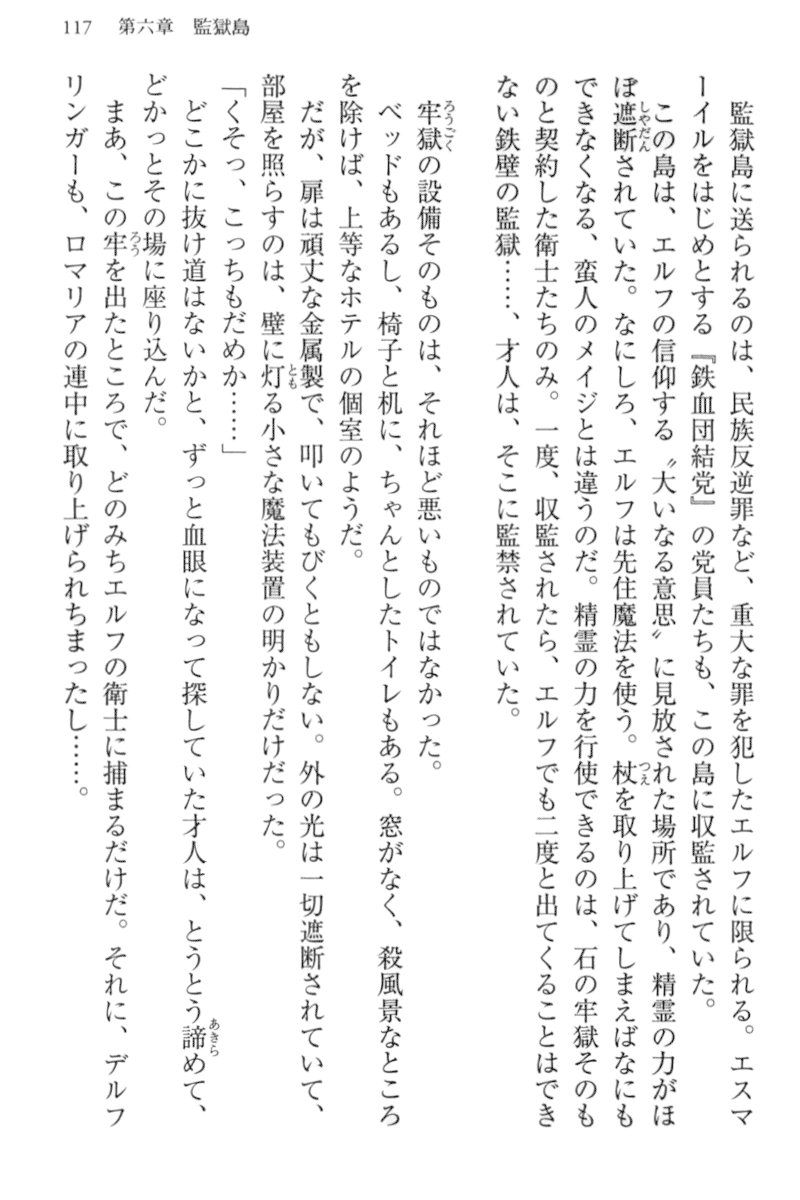 117　第六章　監獄島
　監獄島に送られるのは、民族反逆罪など、重大な罪を犯したエルフに限られる。エスマ
ーイルをはじめとする『鉄血団結党』の党員たちも、この島に収監されていた。
　この島は、エルフの信仰する〝大いなる意思〟に見放された場所であり、精霊の力がほ
ぼ遮断されていた。なにしろ、エルフは先住魔法を使う。杖を取り上げてしまえばなにも
できなくなる、蛮人のメイジとは違うのだ。精霊の力を行使できるのは、石の牢獄そのも
のと契約した衛士たちのみ。一度、収監されたら、エルフでも二度と出てくることはでき
ない鉄壁の監獄……、才人は、そこに監禁されていた。
　牢獄の設備そのものは、それほど悪いものではなかった。
　ベッドもあるし、椅子と机に、ちゃんとしたトイレもある。窓がなく、殺風景なところ
を除けば、上等なホテルの個室のようだ。
　だが、扉は頑丈な金属製で、叩いてもびくともしない。外の光は一切遮断されていて、
部屋を照らすのは、壁に灯る小さな魔法装置の明かりだけだった。
「くそっ、こっちもだめか……」
　どこかに抜け道はないかと、ずっと血眼になって探していた才人は、とうとう諦めて、
どかっとその場に座り込んだ。
　まあ、この牢を出たところで、どのみちエルフの衛士に捕まるだけだ。それに、デルフ
リンガーも、ロマリアの連中に取り上げられちまったし……。